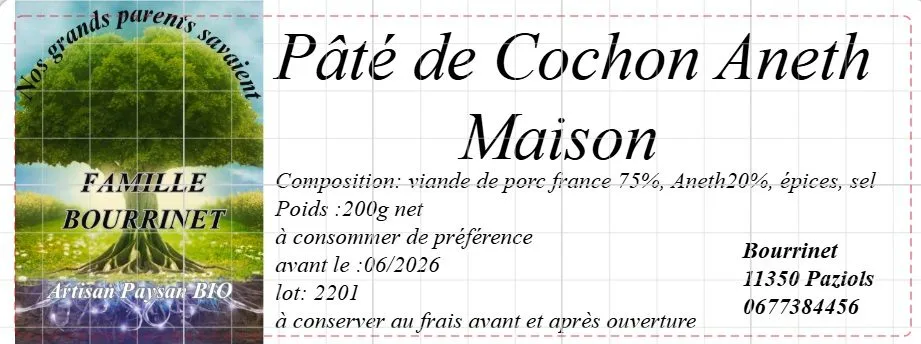 Nos grands parents savaient
FAMILLE
BOURRINET
Artisan Paysan BIO
Pâté de Cochon Aneth
Maison
Composition: viande de porc france 75%, Aneth20%, épices, sel
Poids :200g net
à consommer de préférence
avant le :06/2026
lot: 2201
à conserver au frais avant et après ouverture
Bourrinet
11350 Paziols
0677384456